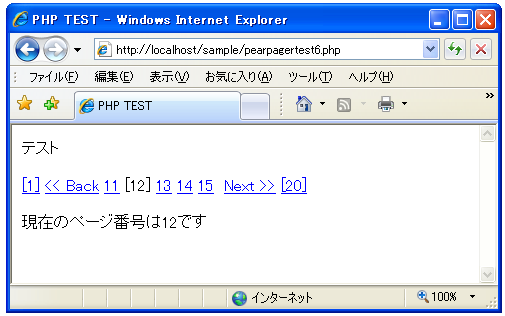 PHP TEST - Windows Internet Explorer
http://localhost/sample/pearpagertest6.php
ファイル(F) 編集(E) 表示(V) お気に入り(A) ツール(T) ヘルプ(H)
PHP TEST
»
テスト
[1] << Back 11 [12] 13 14 15 Next >> [20]
現在のページ番号は12です
インターネット 100%